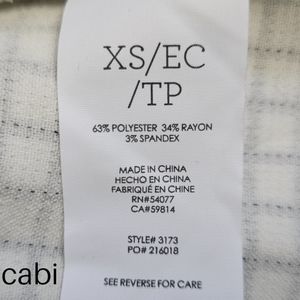 XS/EC
/TP
63% POLYESTER 34% RAYON
3% SPANDEX
MADE IN CHINA
HECHO EN CHINA
FABRIQUÉ EN CHINE
RN#54077
CA#59814
STYLE# 3173
PO# 216018
cabi
SEE REVERSE FOR CARE